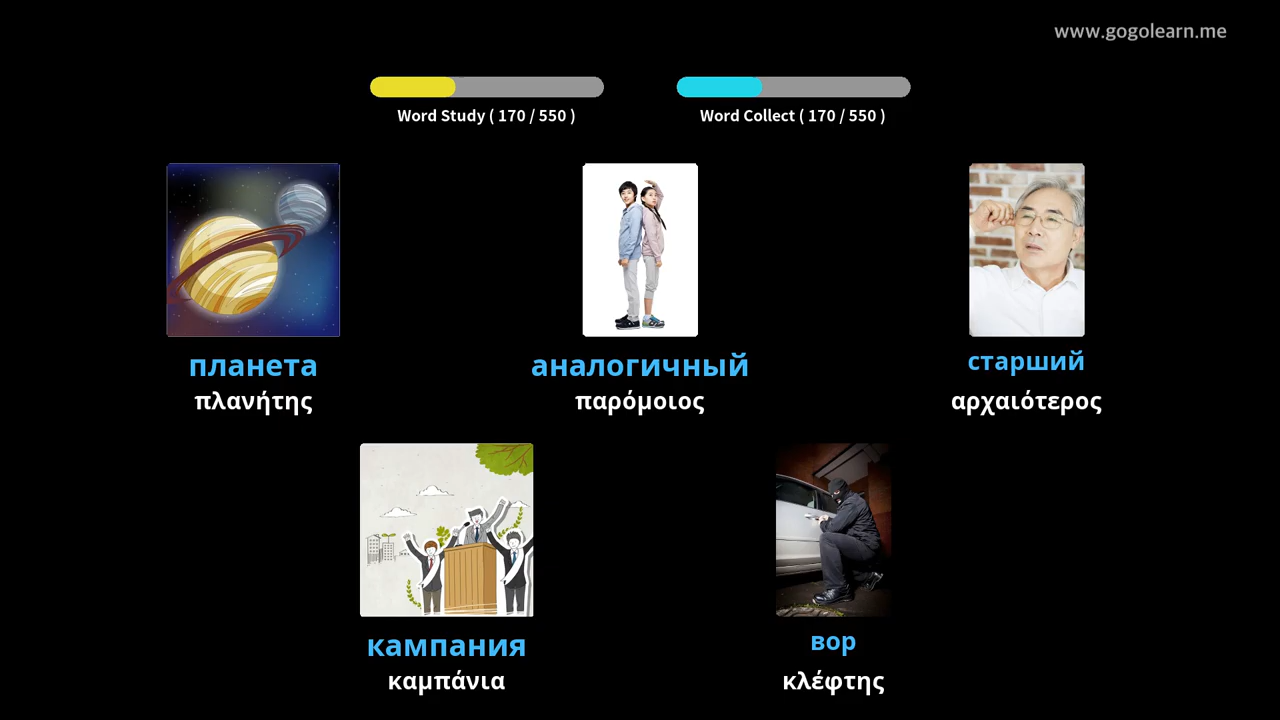 www.gogolearn.me
Word Study ( 170 / 550 )
Word Collect ( 170 / 550 )
планета
πλανήτης
аналогичный
παρόμοιος
старший
αρχαιότερος
кампания
καμπάνια
вор
κλέφτης